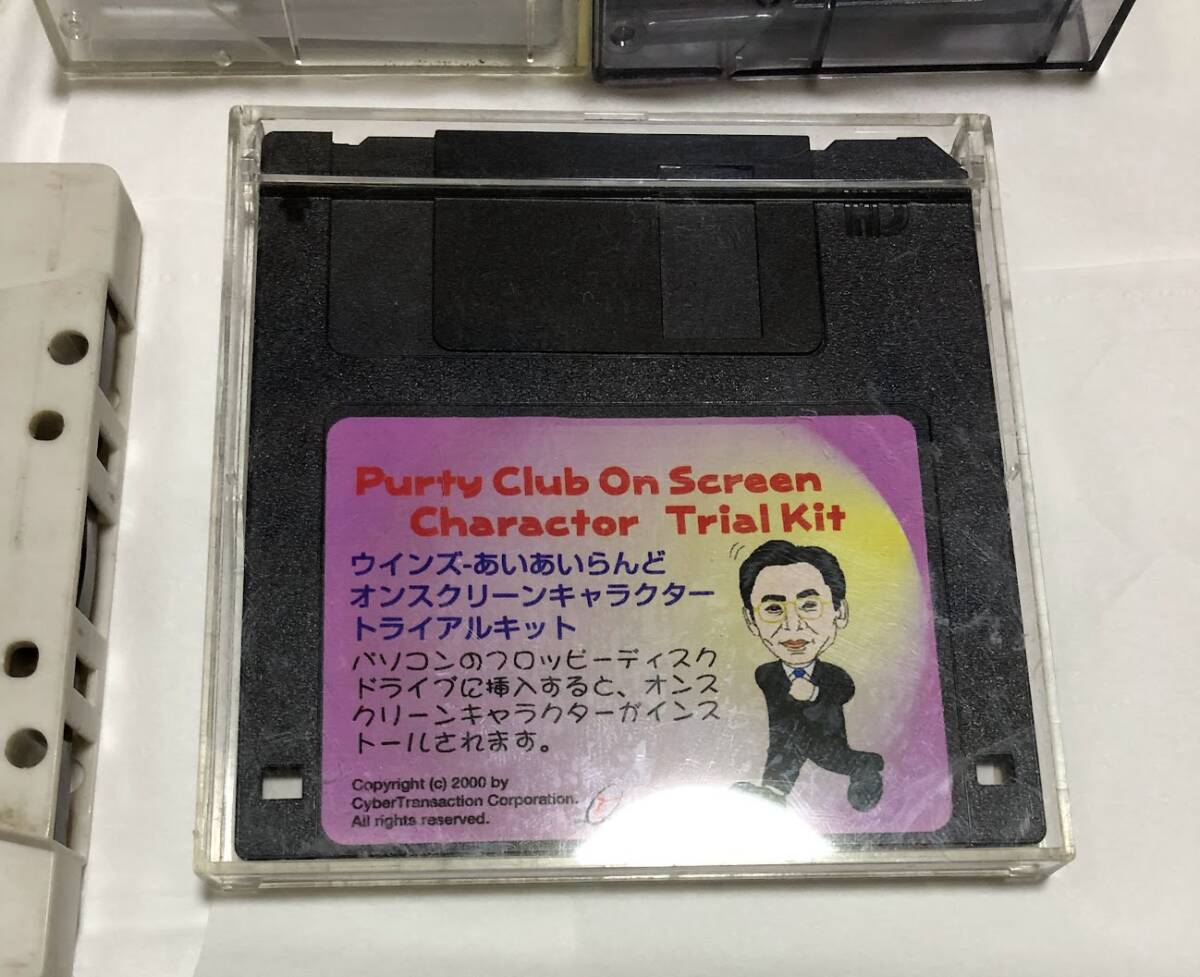 HD
Purty Club On Screen
Charactor Trial Kit
ウインズ-あいあいらんど
オンスクリーンキャラクター
トライアルキット
パソコンのフロッピーディスク
ドライブに挿入すると、オンス
クリーンキャラクターがインス
トールされます。
Copyright (c) 2000 by
CyberTransaction Corporation.
All rights reserved.